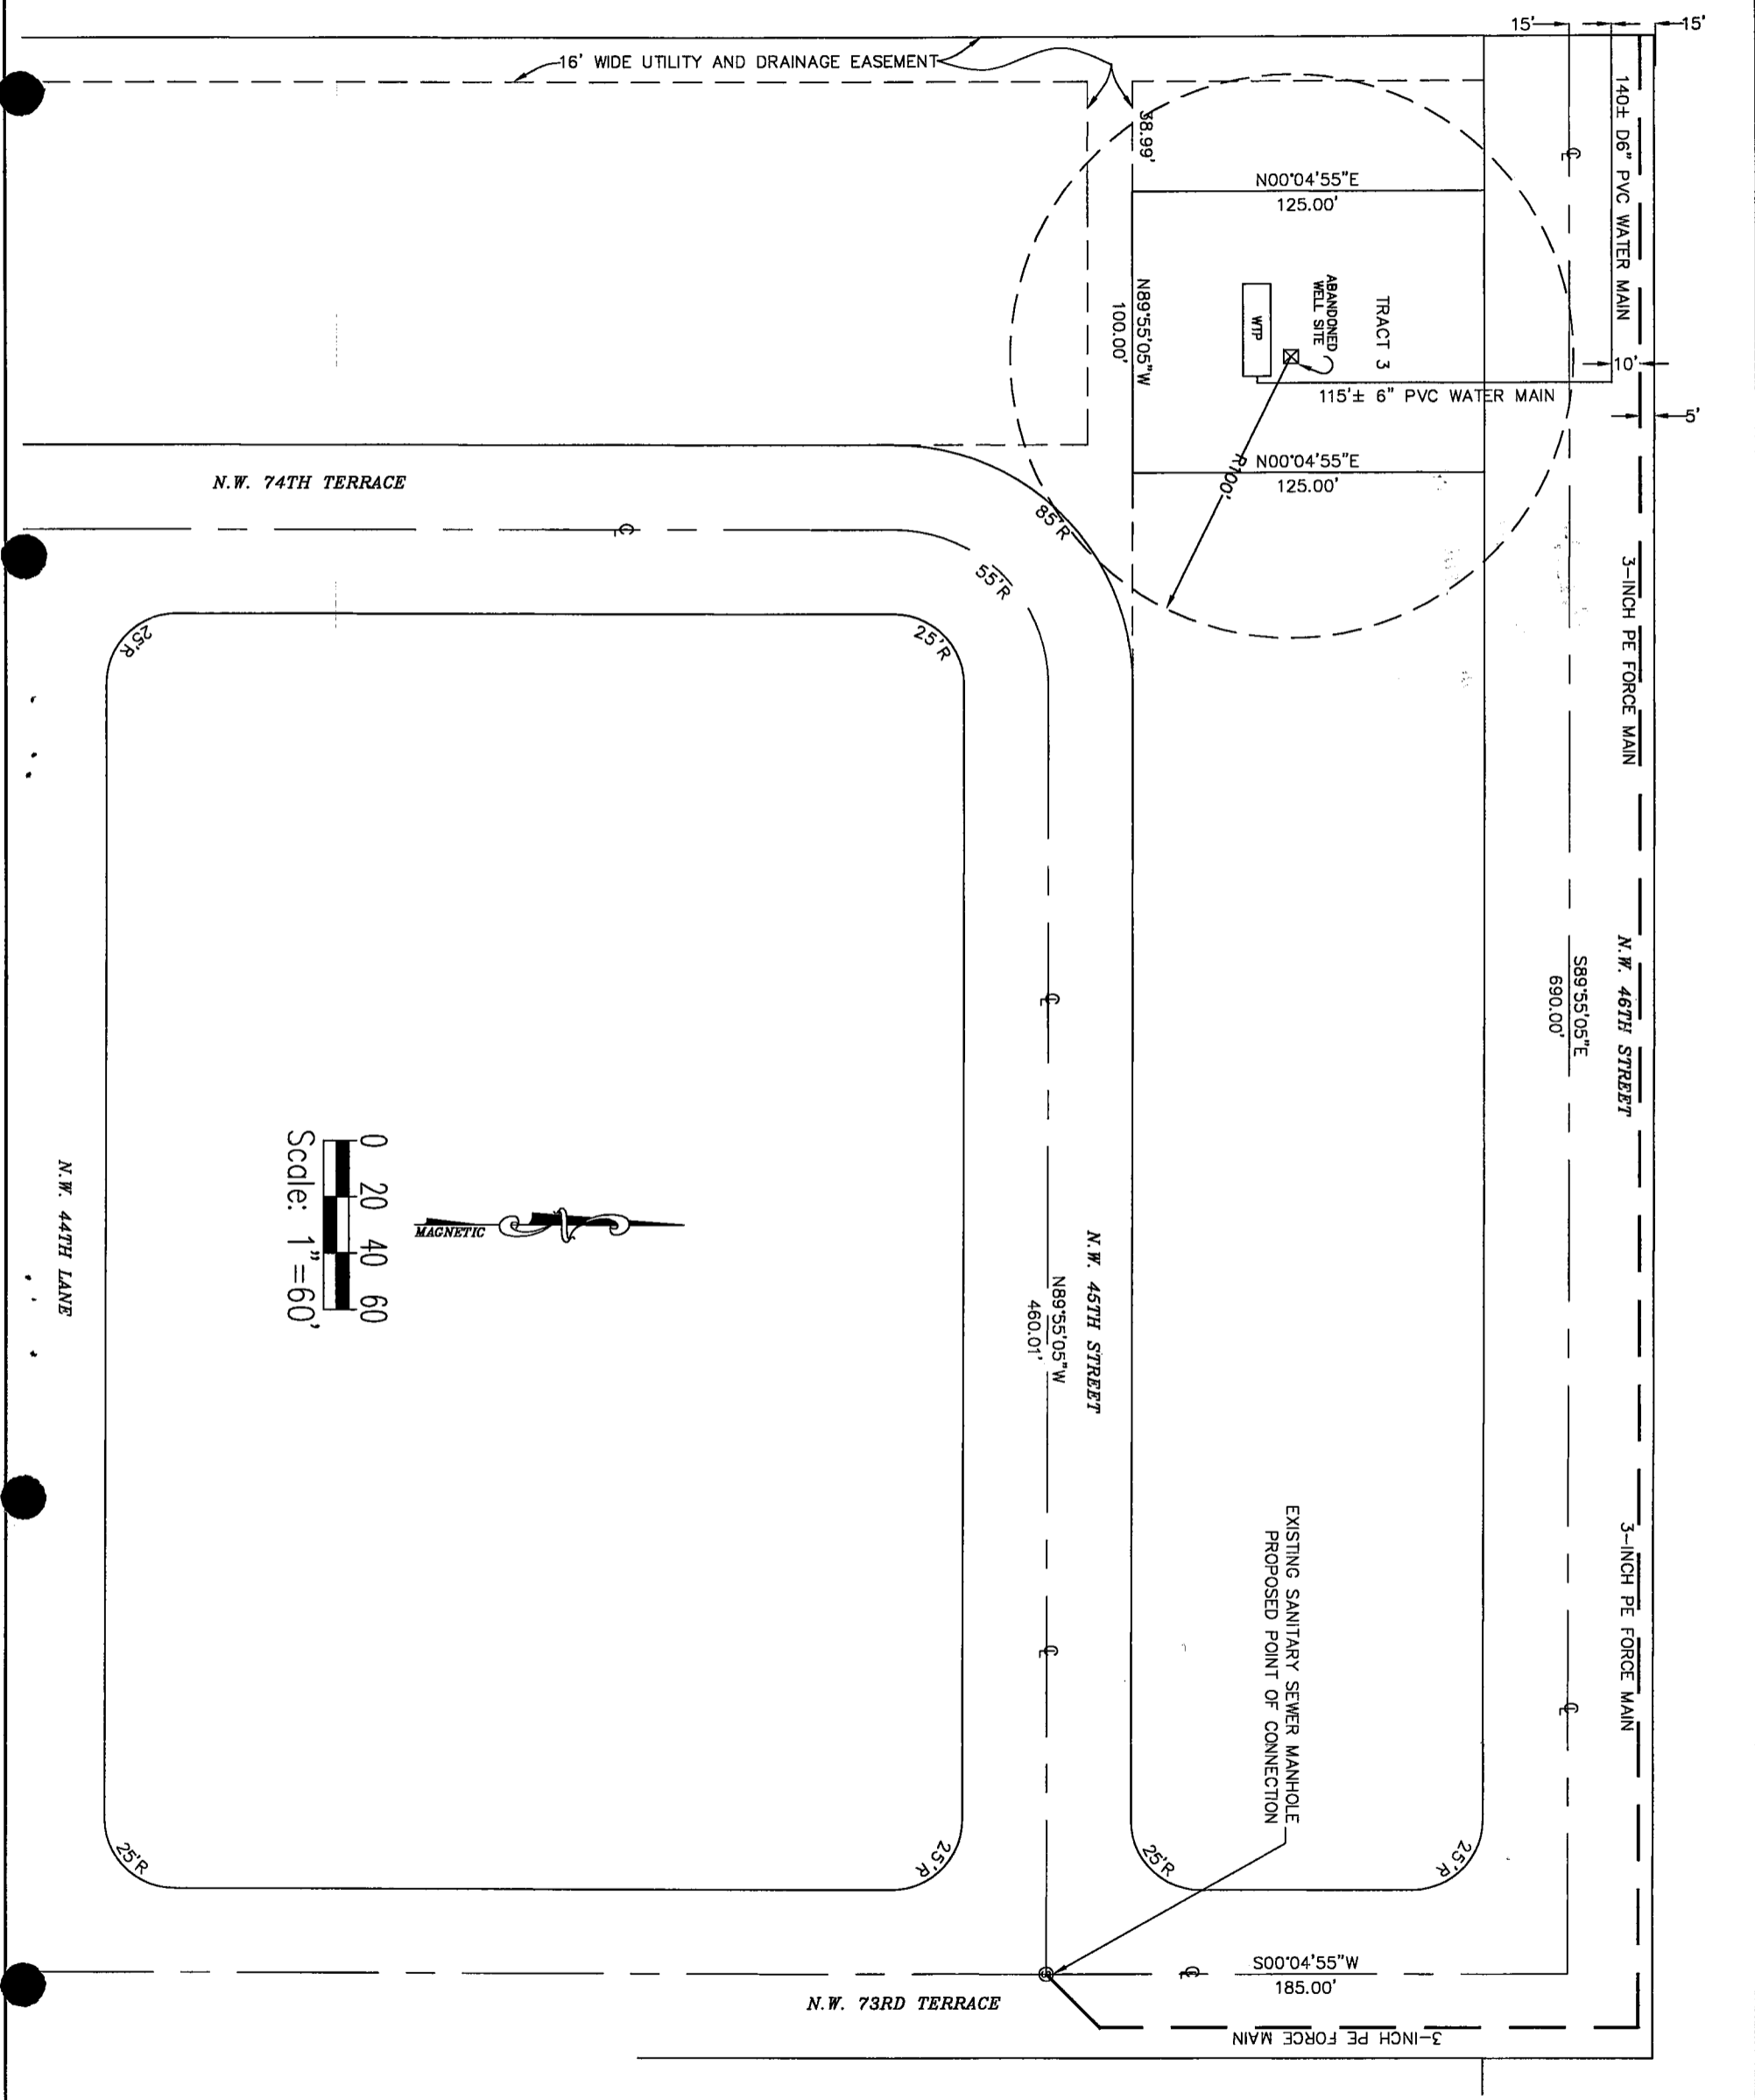 15'
15'
16' WIDE UTILITY AND DRAINAGE EASEMENT
140± D6" PVC WATER MAIN
38.99'
N00°04'55"E
125.00'
N89°55'05"W
100.00'
ABANDONED
WELL SITE
WTP
TRACT 3
10'
115'± 6" PVC WATER MAIN
5'
R100'
N00°04'55"E
125.00'
N.W. 74TH TERRACE
85'R
55'R
25'R
25'R
3-INCH PE FORCE MAIN
N.W. 46TH STREET
S89°55'05"E
690.00'
0 20 40 60
Scale: 1"=60'
MAGNETIC
N.W. 44TH LANE
N.W. 45TH STREET
N89°55'05"W
460.01'
EXISTING SANITARY SEWER MANHOLE
PROPOSED POINT OF CONNECTION
3-INCH PE FORCE MAIN
25'R
25'R
25'R
25'R
S00°04'55"W
185.00'
N.W. 73RD TERRACE
3-INCH PE FORCE MAIN